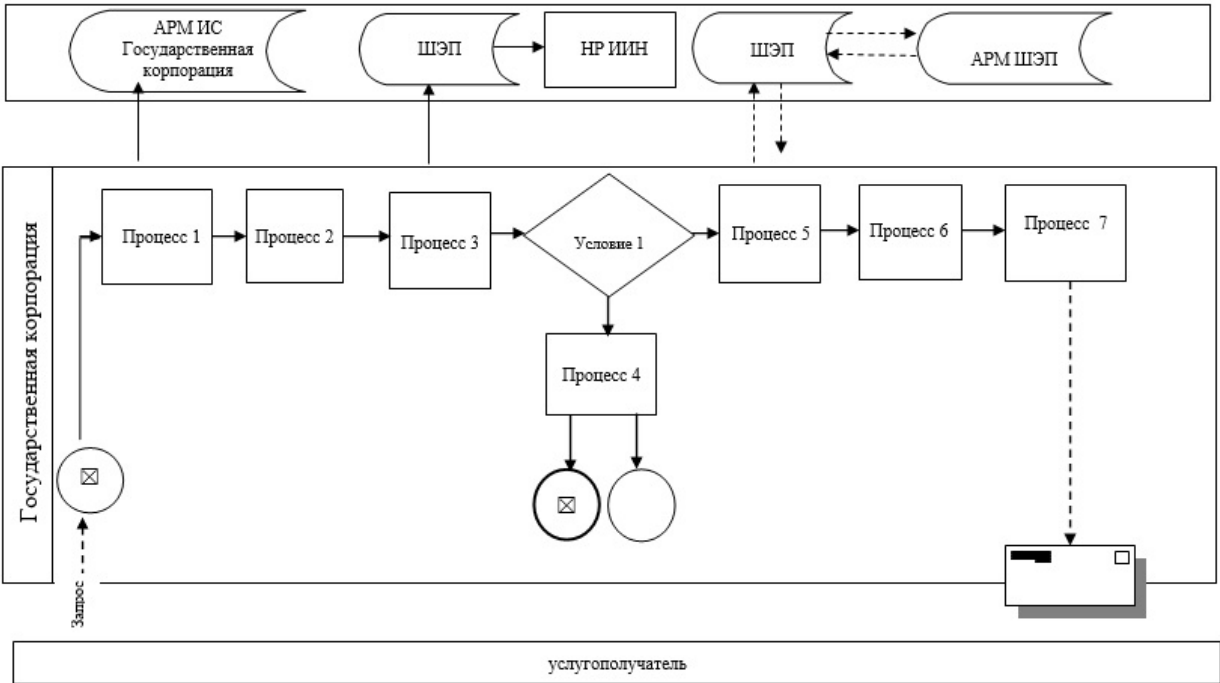 АРМ ИС
Государственная
корпорация
ШЭП
НР ИИН
ШЭП
АРМ ШЭП
Государственная корпорация
Процесс 1
Процесс 2
Процесс 3
Условие 1
Процесс 5
Процесс 6
Процесс 7
Процесс 4
Запрос
услугополучатель